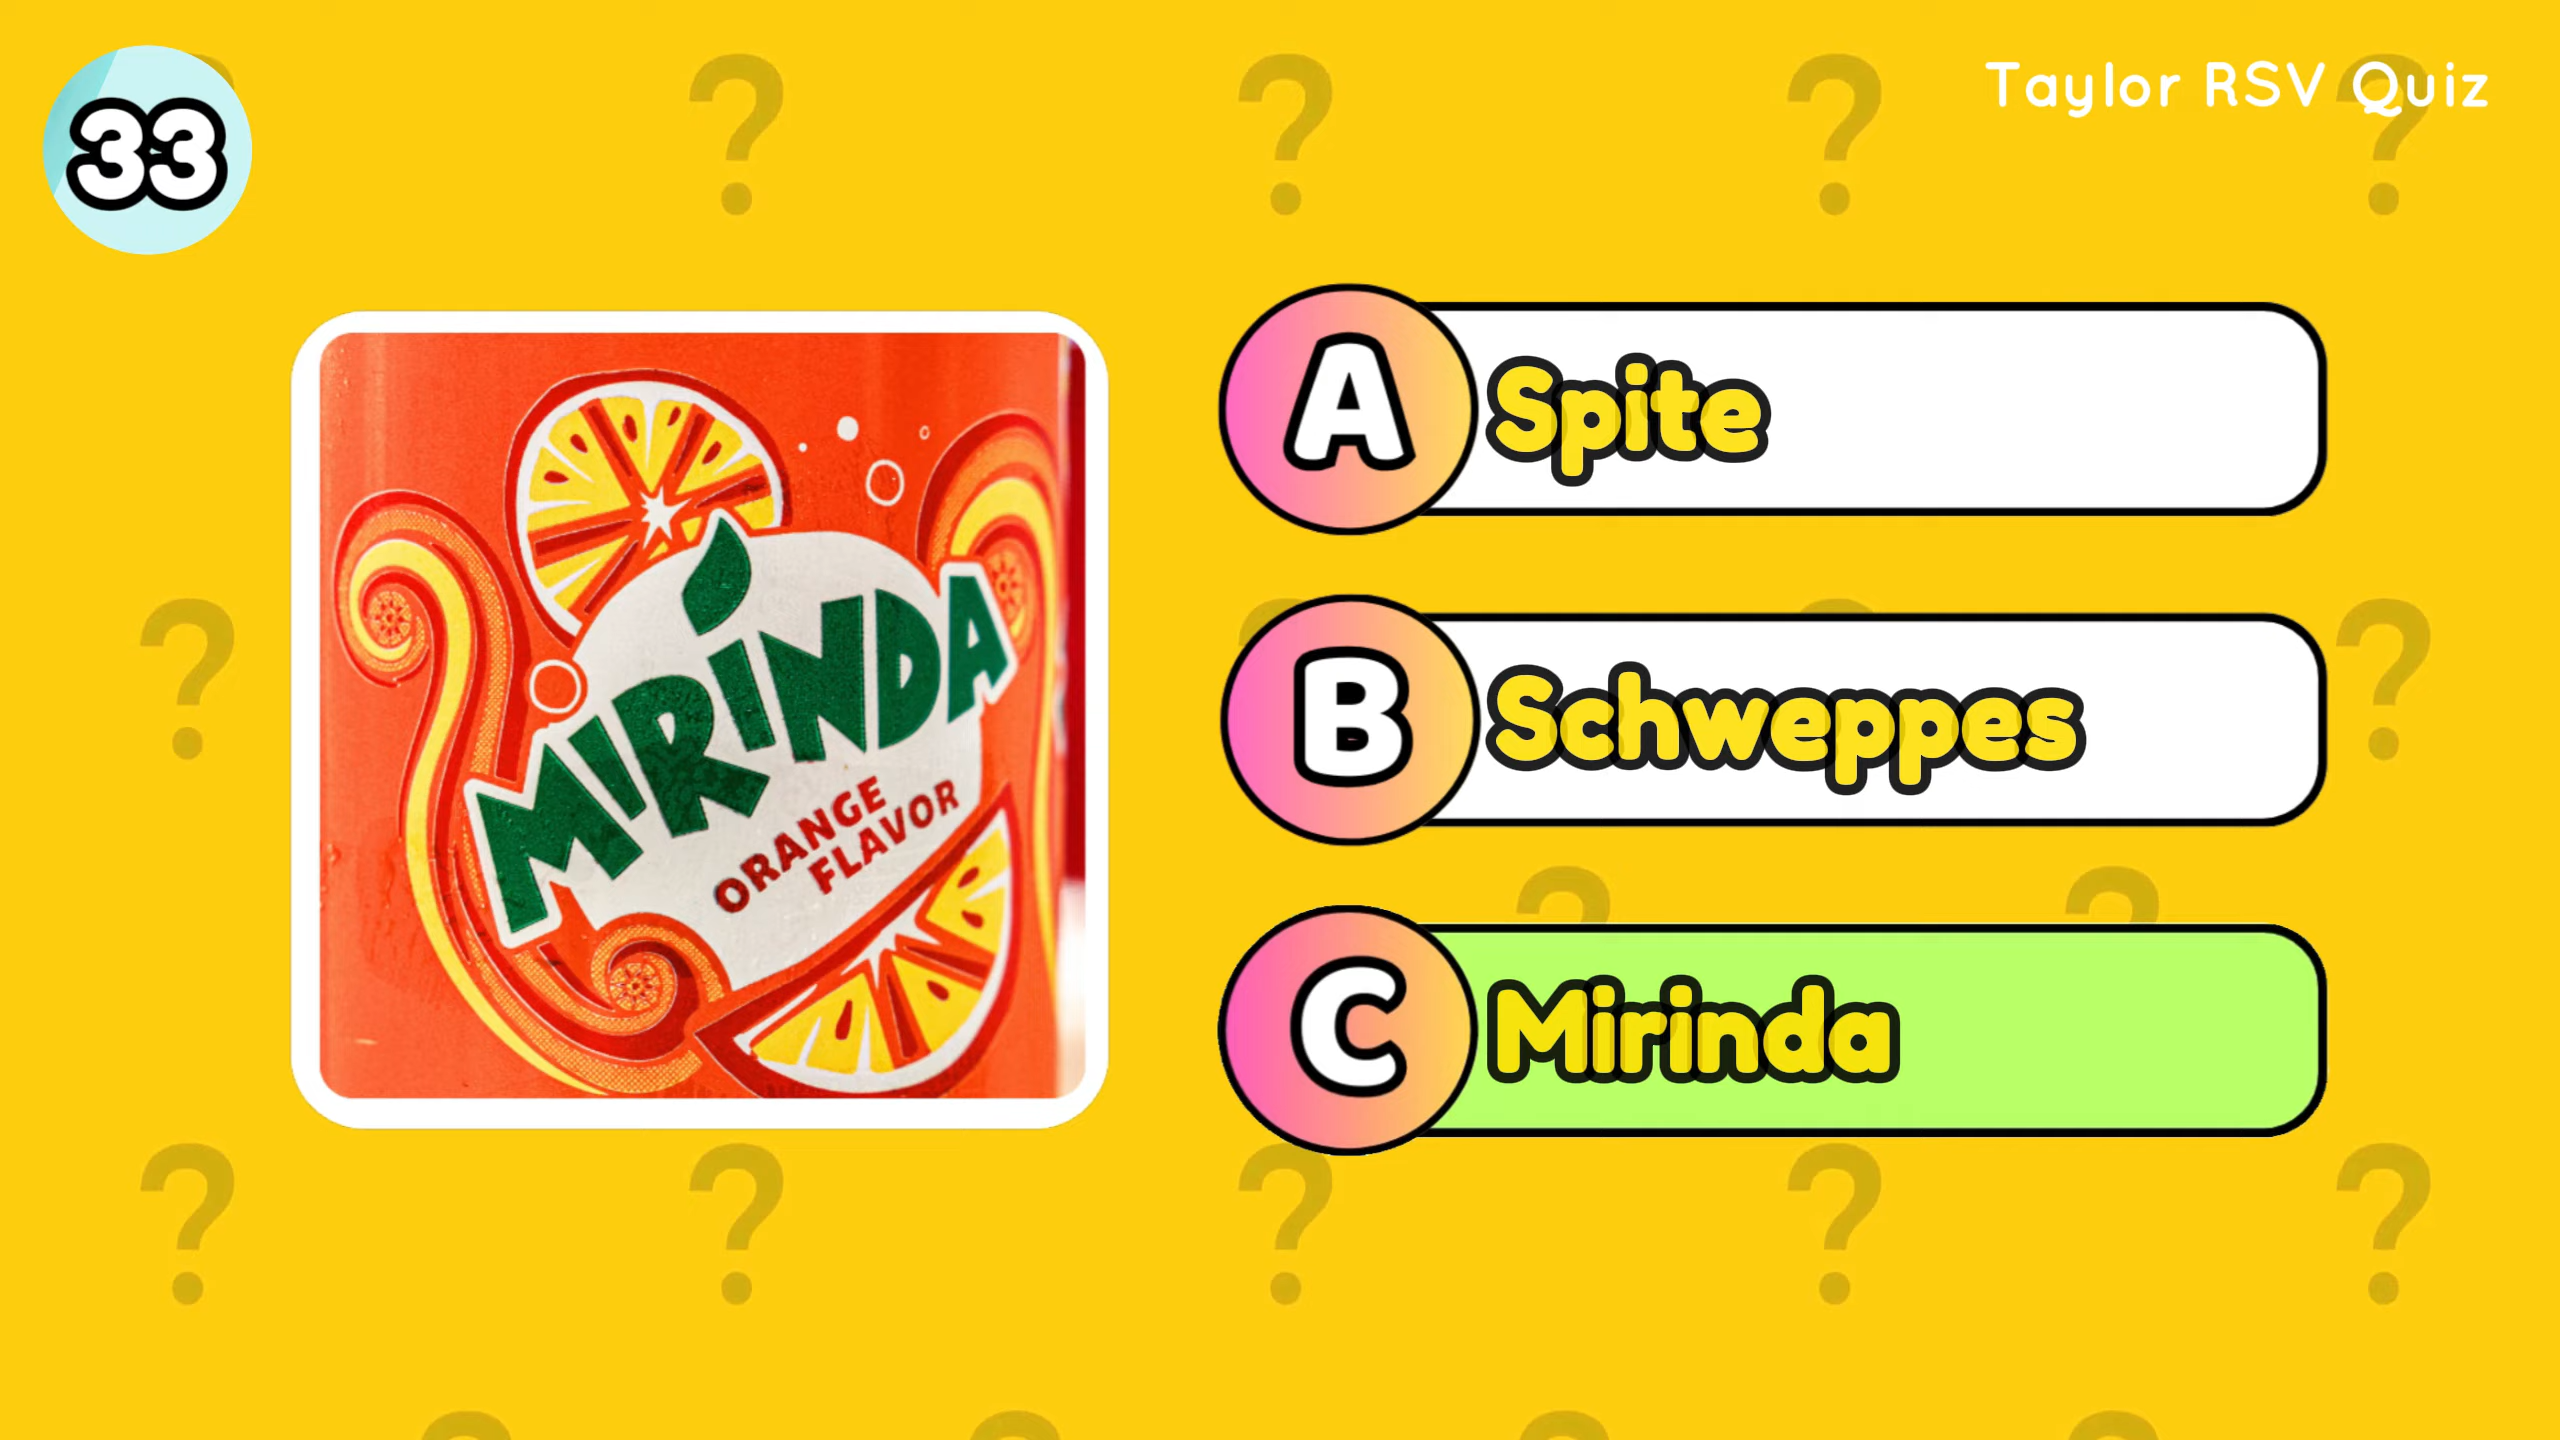 33
Taylor RSV Quiz
MIRINDA
ORANGE
FLAVOR
A Spite
B Schweppes
C Mirinda